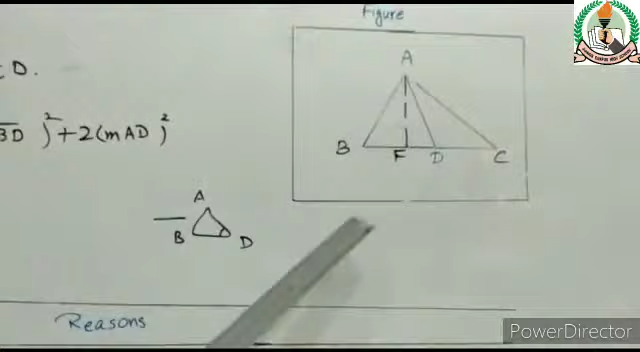 Figure
D.
BD)² + 2(mAD)²
A
B F D C
A
B D
Reasons
PowerDirector